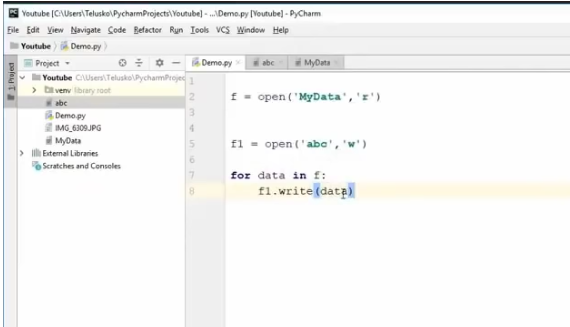 Youtube [C:\Users\Telusko\PycharmProjects\Youtube] - ...\Demo.py [Youtube] - PyCharm
File Edit View Navigate Code Refactor Run Tools VCS Window Help
Youtube Demo.py
1: Project
Project
Demo.py abc MyData
Youtube C:\Users\Telusko\PycharmProjec
venv library root
abc
Demo.py
IMG_6309.JPG
MyData
External Libraries
Scratches and Consoles
1
2 f = open('MyData','r')
3
4
5 f1 = open('abc','w')
6
7 for data in f:
8 f1.write(data)